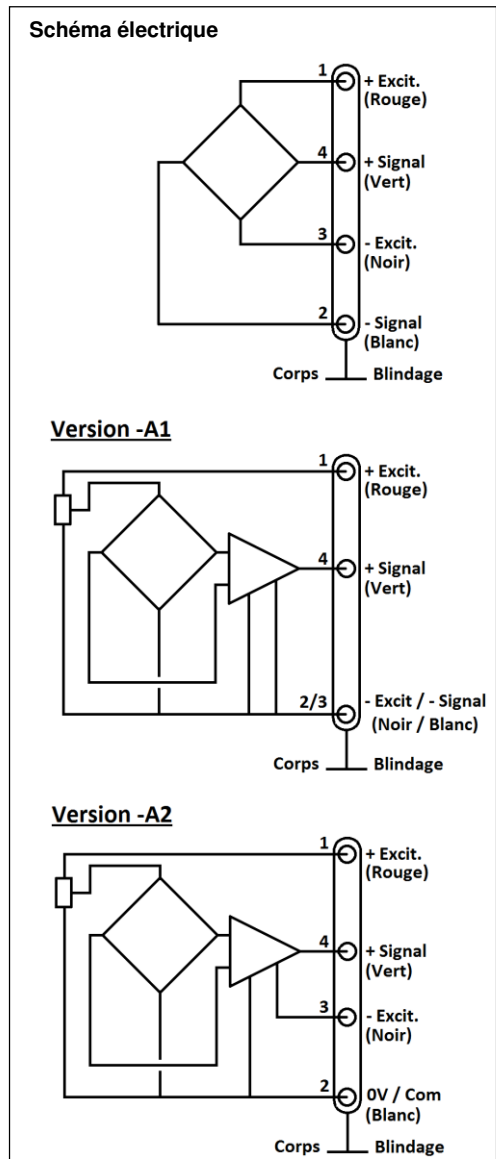 Schéma électrique
1 + Excit.
(Rouge)
4 + Signal
(Vert)
3 - Excit.
(Noir)
2 - Signal
(Blanc)
Corps Blindage
Version -A1
1 + Excit.
(Rouge)
4 + Signal
(Vert)
2/3 - Excit / - Signal
(Noir / Blanc)
Corps Blindage
Version -A2
1 + Excit.
(Rouge)
4 + Signal
(Vert)
3 - Excit.
(Noir)
2 0V / Com
(Blanc)
Corps Blindage